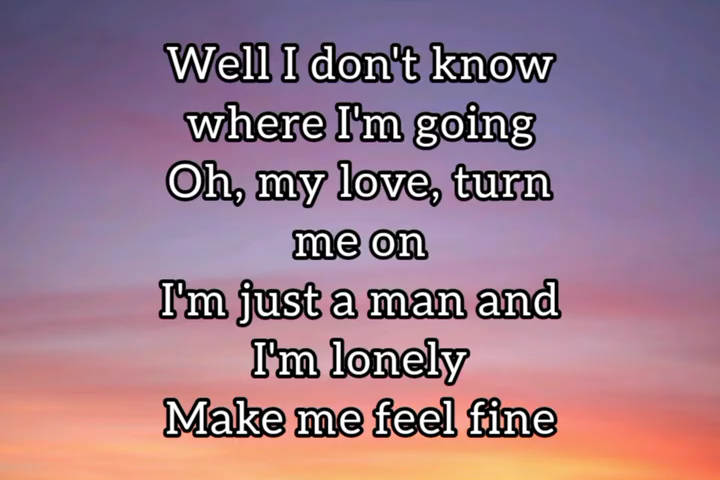 Well I don't know
where I'm going
Oh, my love, turn
me on
I'm just a man and
I'm lonely
Make me feel fine